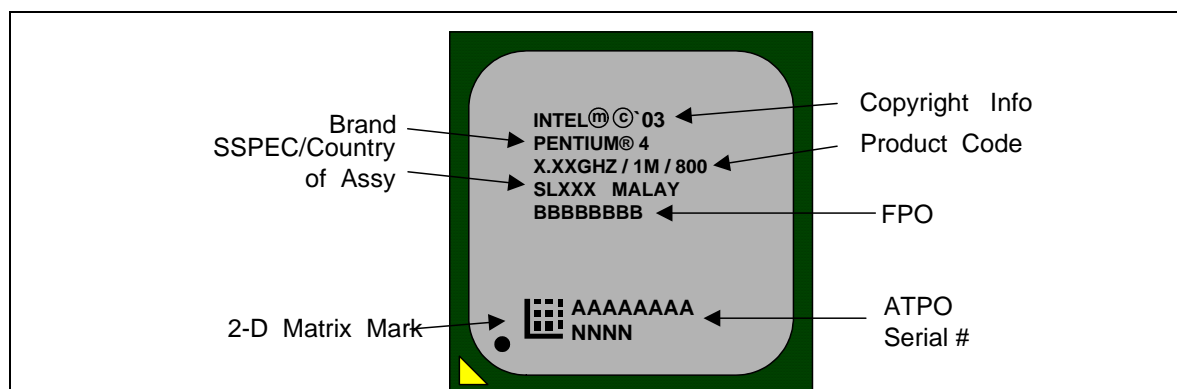 Brand
SSPEC/Country
of Assy
2-D Matrix Mark
INTELⓜ ⓒ`03
PENTIUM® 4
X.XXGHZ / 1M / 800
SLXXX MALAY
BBBBBBBB
AAAAAAAA
NNNN
Copyright Info
Product Code
FPO
ATPO
Serial #